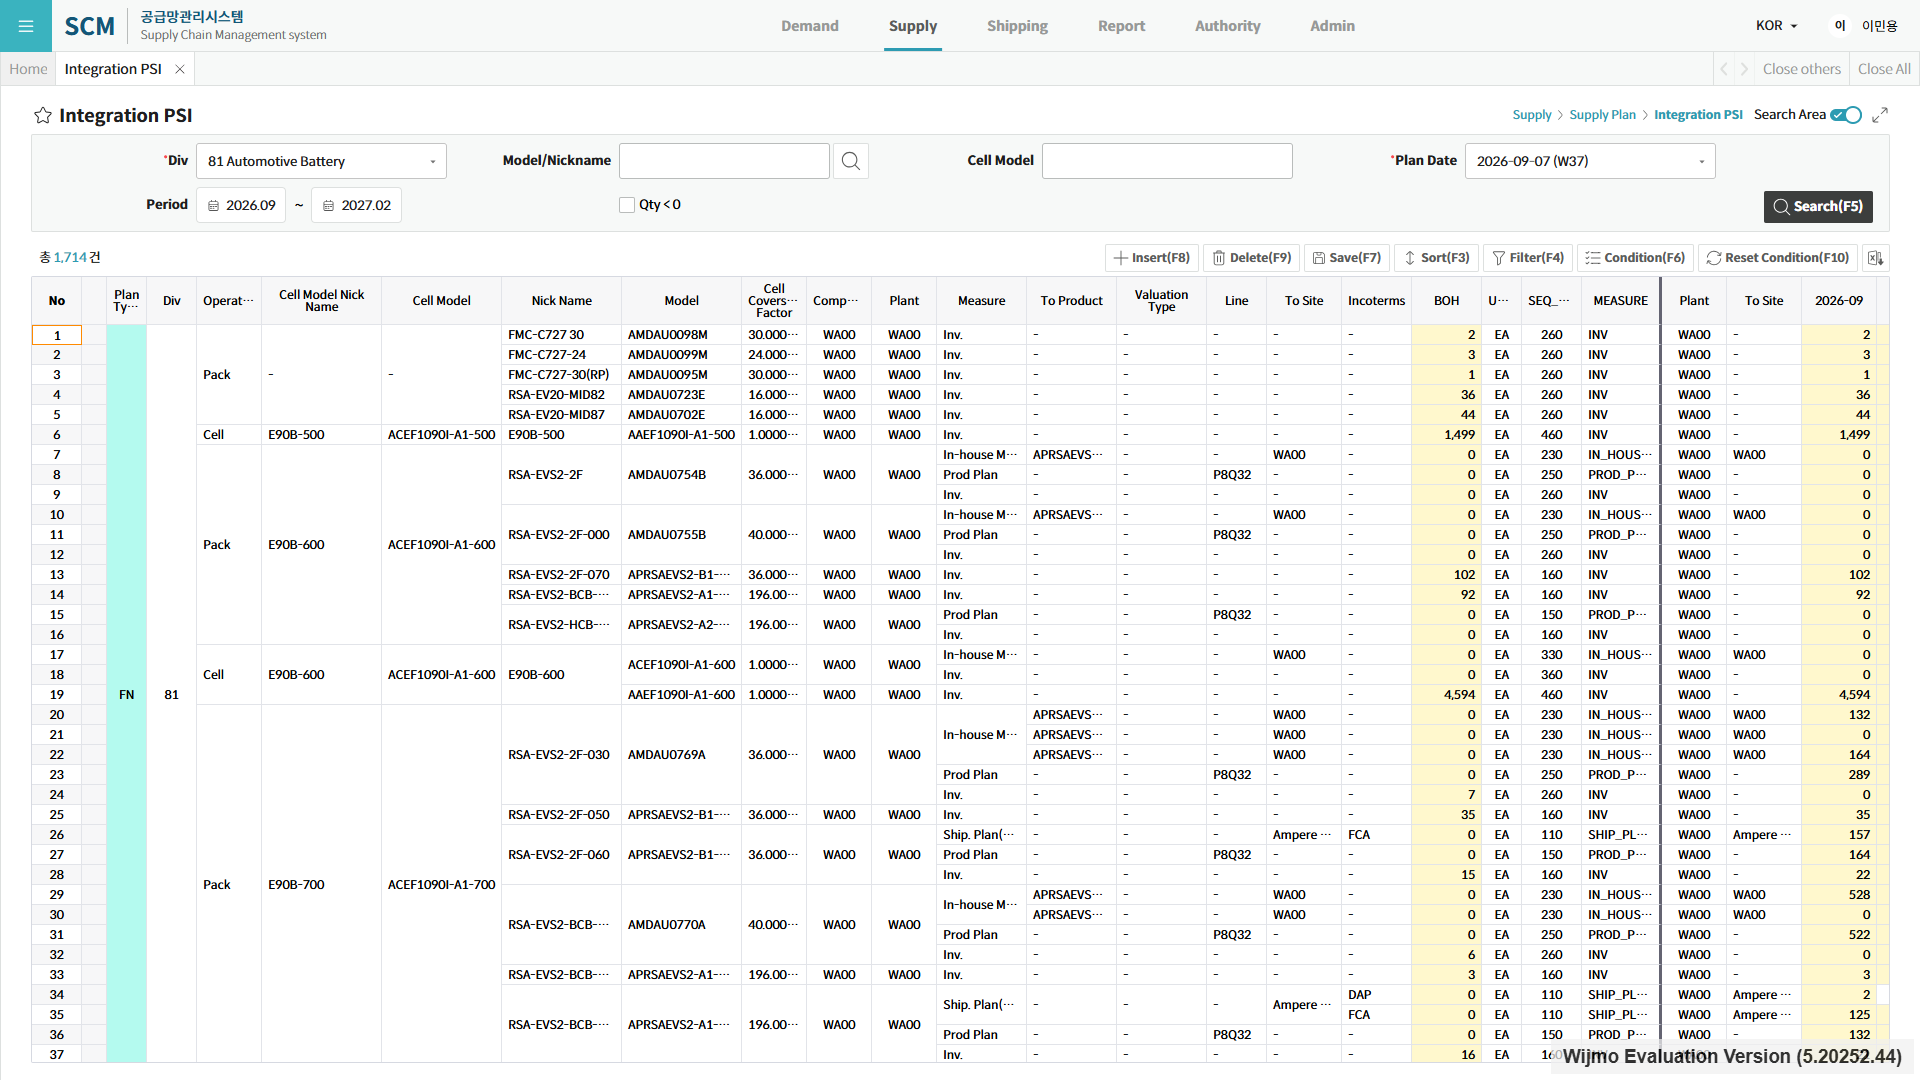 SCM 공급망관리시스템 Supply Chain Management system
Demand Supply Shipping Report Authority Admin
KOR 이 이민용
Home Integration PSI Close others Close All
Integration PSI
Supply > Supply Plan > Integration PSI Search Area
*Div 81 Automotive Battery Model/Nickname Cell Model *Plan Date 2026-09-07 (W37)
Period 2026.09 ~ 2027.02 Qty < 0 Search(F5)
총 1,714 건
Insert(F8) Delete(F9) Save(F7) Sort(F3) Filter(F4) Condition(F6) Reset Condition(F10)
No Plan Ty··· Div Operat··· Cell Model Nick Name Cell Model Nick Name Model Cell Covers··· Factor Comp··· Plant Measure To Product Valuation Type Line To Site Incoterms BOH U··· SEQ_··· MEASURE Plant To Site 2026-09
1 FMC-C727 30 AMDAU0098M 30.000··· WA00 WA00 Inv. - - - - - 2 EA 260 INV WA00 - 2
2 FMC-C727-24 AMDAU0099M 24.000··· WA00 WA00 Inv. - - - - - 3 EA 260 INV WA00 - 3
3 Pack - - FMC-C727-30(RP) AMDAU0095M 30.000··· WA00 WA00 Inv. - - - - - 1 EA 260 INV WA00 - 1
4 RSA-EV20-MID82 AMDAU0723E 16.000··· WA00 WA00 Inv. - - - - - 36 EA 260 INV WA00 - 36
5 RSA-EV20-MID87 AMDAU0702E 16.000··· WA00 WA00 Inv. - - - - - 44 EA 260 INV WA00 - 44
6 Cell E90B-500 ACEF1090I-A1-500 E90B-500 AAEF1090I-A1-500 1.0000··· WA00 WA00 Inv. - - - - - 1,499 EA 460 INV WA00 - 1,499
7 In-house M··· APRSAEVS··· - - WA00 - 0 EA 230 IN_HOUS··· WA00 WA00 0
8 RSA-EVS2-2F AMDAU0754B 36.000··· WA00 WA00 Prod Plan - - P8Q32 - - 0 EA 250 PROD_P··· WA00 - 0
9 Inv. - - - - - 0 EA 260 INV WA00 - 0
10 In-house M··· APRSAEVS··· - - WA00 - 0 EA 230 IN_HOUS··· WA00 WA00 0
11 RSA-EVS2-2F-000 AMDAU0755B 40.000··· WA00 WA00 Prod Plan - - P8Q32 - - 0 EA 250 PROD_P··· WA00 - 0
12 Pack E90B-600 ACEF1090I-A1-600 Inv. - - - - - 0 EA 260 INV WA00 - 0
13 RSA-EVS2-2F-070 APRSAEVS2-B1-··· 36.000··· WA00 WA00 Inv. - - - - - 102 EA 160 INV WA00 - 102
14 RSA-EVS2-BCB-··· APRSAEVS2-A1-··· 196.00··· WA00 WA00 Inv. - - - - - 92 EA 160 INV WA00 - 92
15 RSA-EVS2-HCB-··· APRSAEVS2-A2-··· 196.00··· WA00 WA00 Prod Plan - - P8Q32 - - 0 EA 150 PROD_P··· WA00 - 0
16 Inv. - - - - - 0 EA 160 INV WA00 - 0
17 In-house M··· - - - WA00 - 0 EA 330 IN_HOUS··· WA00 WA00 0
18 Cell E90B-600 ACEF1090I-A1-600 E90B-600 ACEF1090I-A1-600 1.0000··· WA00 WA00 Inv. - - - - - 0 EA 360 INV WA00 - 0
19 FN 81 AAEF1090I-A1-600 1.0000··· WA00 WA00 Inv. - - - - - 4,594 EA 460 INV WA00 - 4,594
20 APRSAEVS··· - - WA00 - 0 EA 230 IN_HOUS··· WA00 WA00 132
21 In-house M··· APRSAEVS··· - - WA00 - 0 EA 230 IN_HOUS··· WA00 WA00 0
22 RSA-EVS2-2F-030 AMDAU0769A 36.000··· WA00 WA00 APRSAEVS··· - - WA00 - 0 EA 230 IN_HOUS··· WA00 WA00 164
23 Prod Plan - - P8Q32 - - 0 EA 250 PROD_P··· WA00 - 289
24 Inv. - - - - - 7 EA 260 INV WA00 - 0
25 RSA-EVS2-2F-050 APRSAEVS2-B1-··· 36.000··· WA00 WA00 Inv. - - - - - 35 EA 160 INV WA00 - 35
26 Ship. Plan(··· - - - Ampere ··· FCA 0 EA 110 SHIP_PL··· WA00 Ampere ··· 157
27 RSA-EVS2-2F-060 APRSAEVS2-B1-··· 36.000··· WA00 WA00 Prod Plan - - P8Q32 - - 0 EA 150 PROD_P··· WA00 - 164
28 Pack E90B-700 ACEF1090I-A1-700 Inv. - - - - - 15 EA 160 INV WA00 - 22
29 In-house M··· APRSAEVS··· - - WA00 - 0 EA 230 IN_HOUS··· WA00 WA00 528
30 APRSAEVS··· - - WA00 - 0 EA 230 IN_HOUS··· WA00 WA00 0
31 RSA-EVS2-BCB-··· AMDAU0770A 40.000··· WA00 WA00 Prod Plan - - P8Q32 - - 0 EA 250 PROD_P··· WA00 - 522
32 Inv. - - - - - 6 EA 260 INV WA00 - 0
33 RSA-EVS2-BCB-··· APRSAEVS2-A1-··· 196.00··· WA00 WA00 Inv. - - - - - 3 EA 160 INV WA00 - 3
34 Ship. Plan(··· - - - Ampere ··· DAP 0 EA 110 SHIP_PL··· WA00 Ampere ··· 2
35 FCA 0 EA 110 SHIP_PL··· WA00 Ampere ··· 125
36 RSA-EVS2-BCB-··· APRSAEVS2-A1-··· 196.00··· WA00 WA00 Prod Plan - - P8Q32 - - 0 EA 150 PROD_P··· WA00 - 132
37 Inv. - - - - - 16 EA
Wijmo Evaluation Version (5.20252.44)